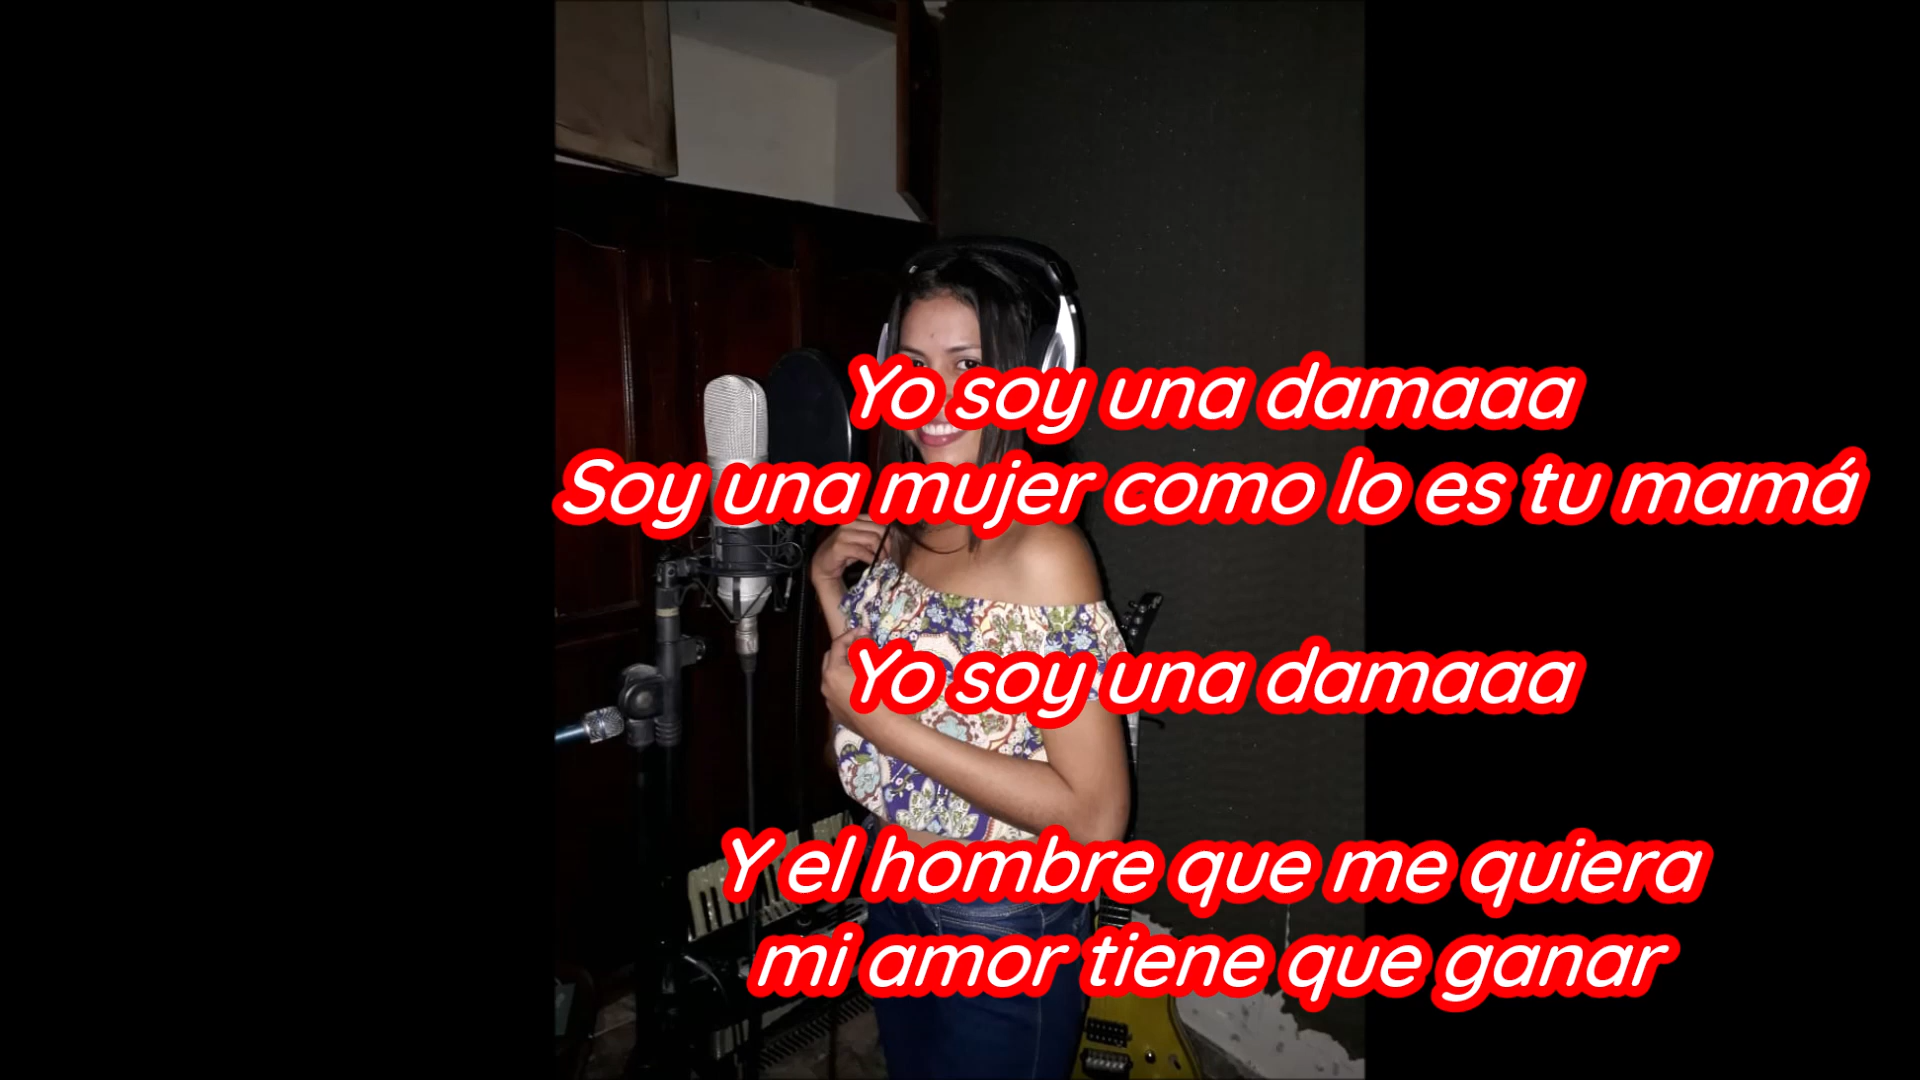 Yo soy una damaaa
Soy una mujer como lo es tu mamá
Yo soy una damaaa
Y el hombre que me quiera
mi amor tiene que ganar